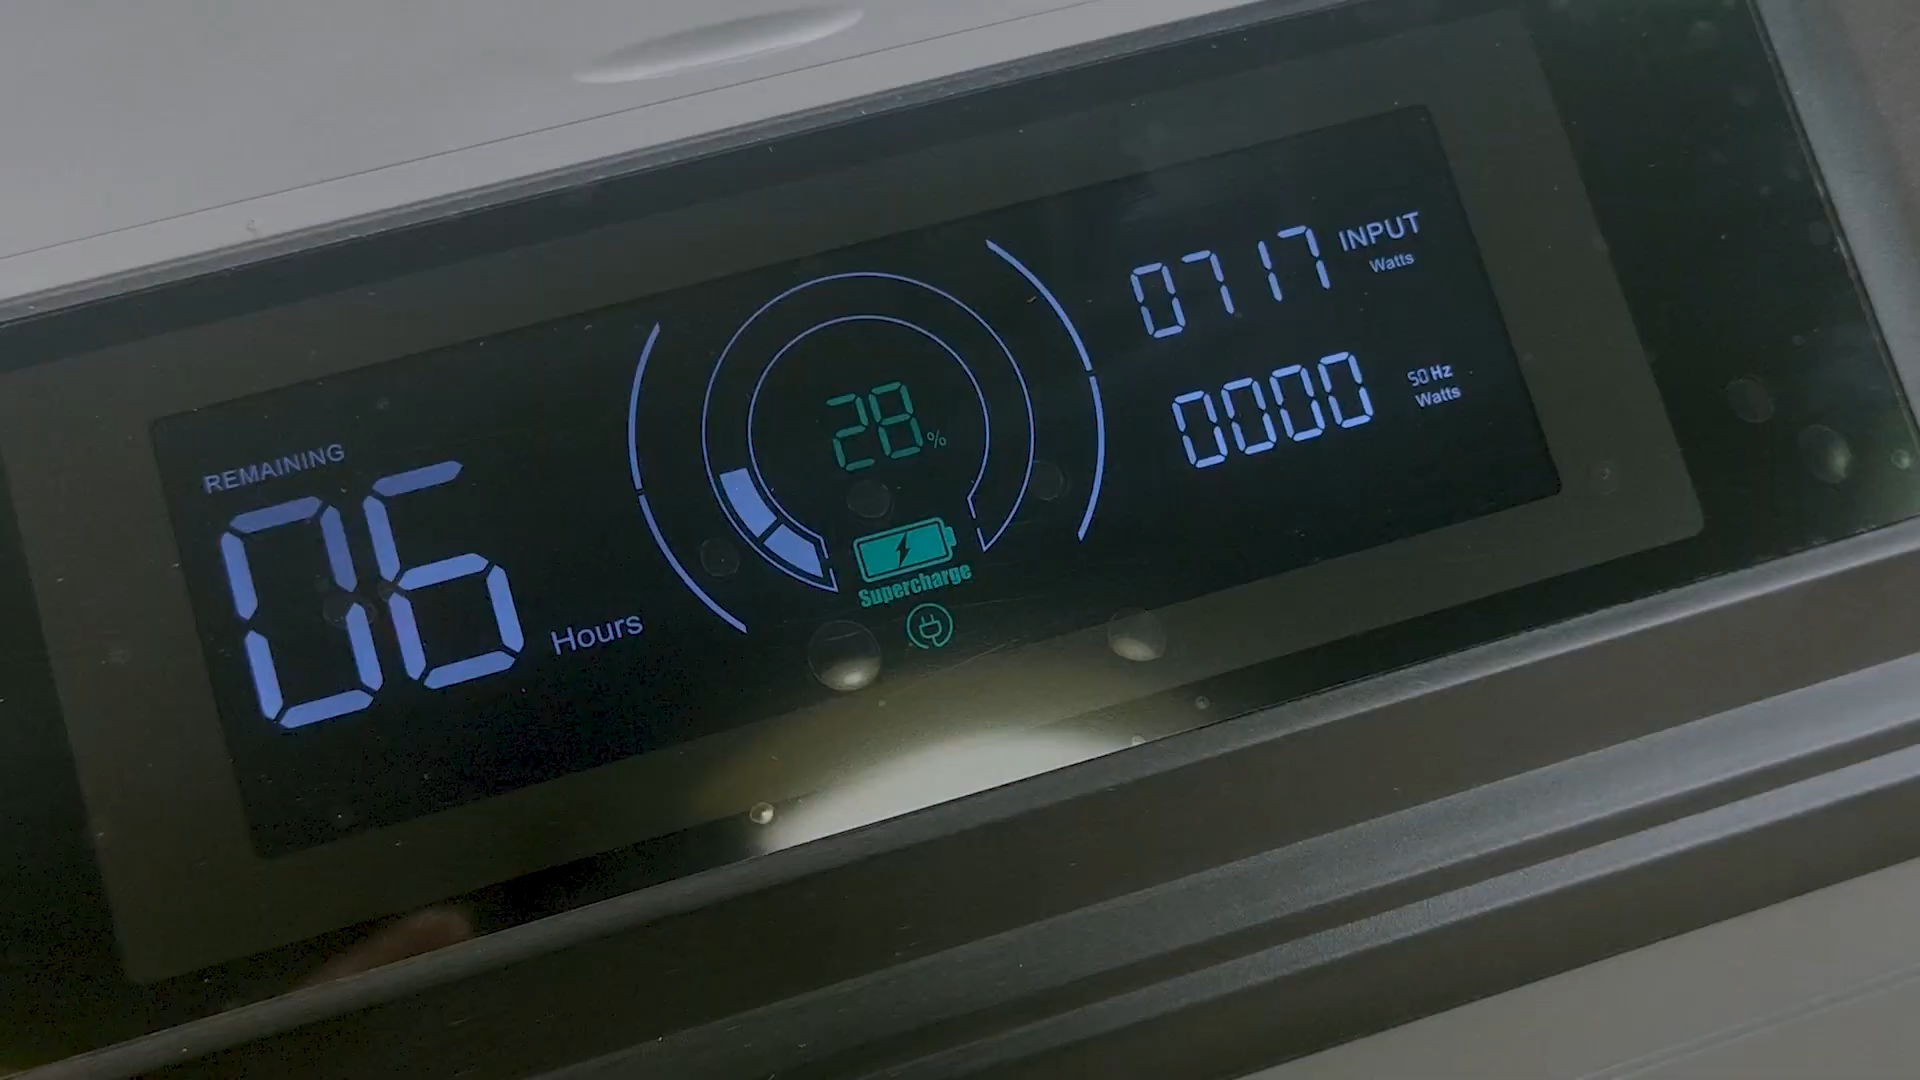 REMAINING
06 Hours
28%
Supercharge
0717 INPUT
Watts
0000 50 Hz
Watts